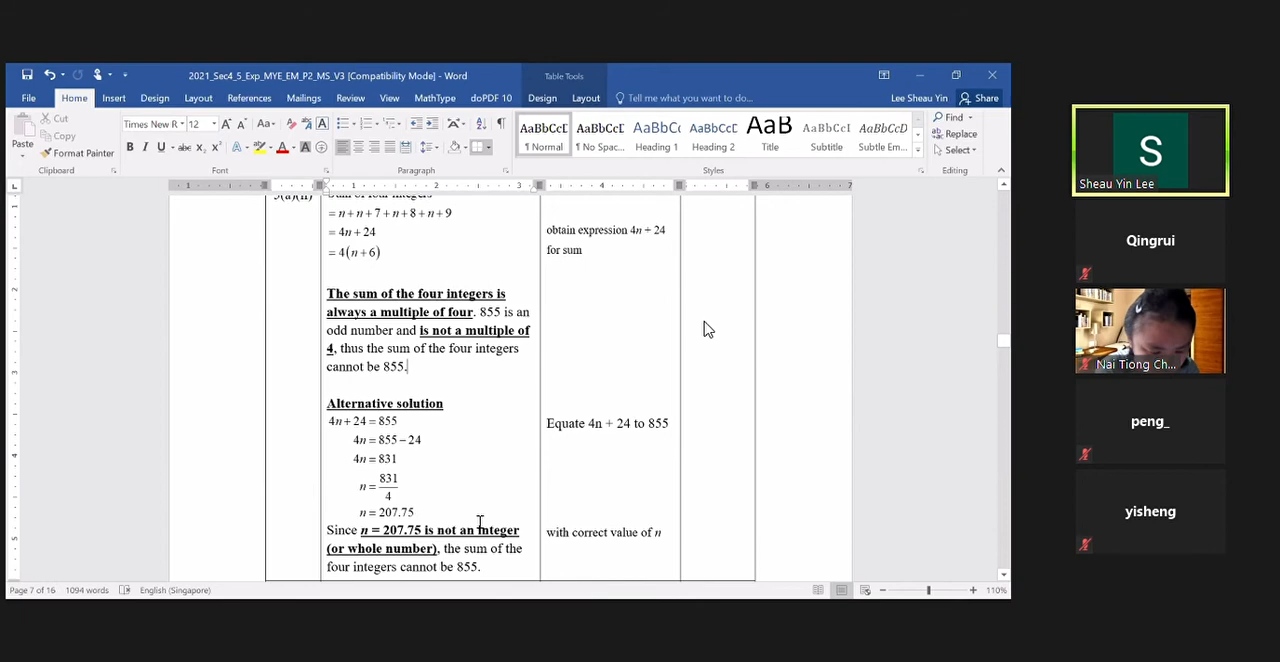 2021_Sec4_5_Exp_MYE_EM_P2_MS_V3 [Compatibility Mode] - Word
Table Tools
File Home Insert Design Layout References Mailings Review View MathType doPDF 10 Design Layout Tell me what you want to do... Lee Sheau Yin Share
Cut
Copy
Format Painter
Paste
Times New R 12
AaBbCcD AaBbCcD AaBbCc AaBbCcD AaB AaBbCcD AaBbCcD
¶ Normal ¶ No Spac... Heading 1 Heading 2 Title Subtitle Subtle Em...
Find
Replace
Select
Clipboard Font Paragraph Styles Editing
= n + n + 7 + n + 8 + n + 9
= 4n + 24
= 4(n + 6)
obtain expression 4n + 24
for sum
The sum of the four integers is
always a multiple of four. 855 is an
odd number and is not a multiple of
4, thus the sum of the four integers
cannot be 855.
Alternative solution
4n + 24 = 855
4n = 855 − 24
4n = 831
n = 831/4
n = 207.75
Equate 4n + 24 to 855
Since n = 207.75 is not an integer
(or whole number), the sum of the
four integers cannot be 855.
with correct value of n
Page 7 of 16 1094 words English (Singapore) 110%
S
Sheau Yin Lee
Qingrui
Nai Tiong Ch...
peng_
yisheng